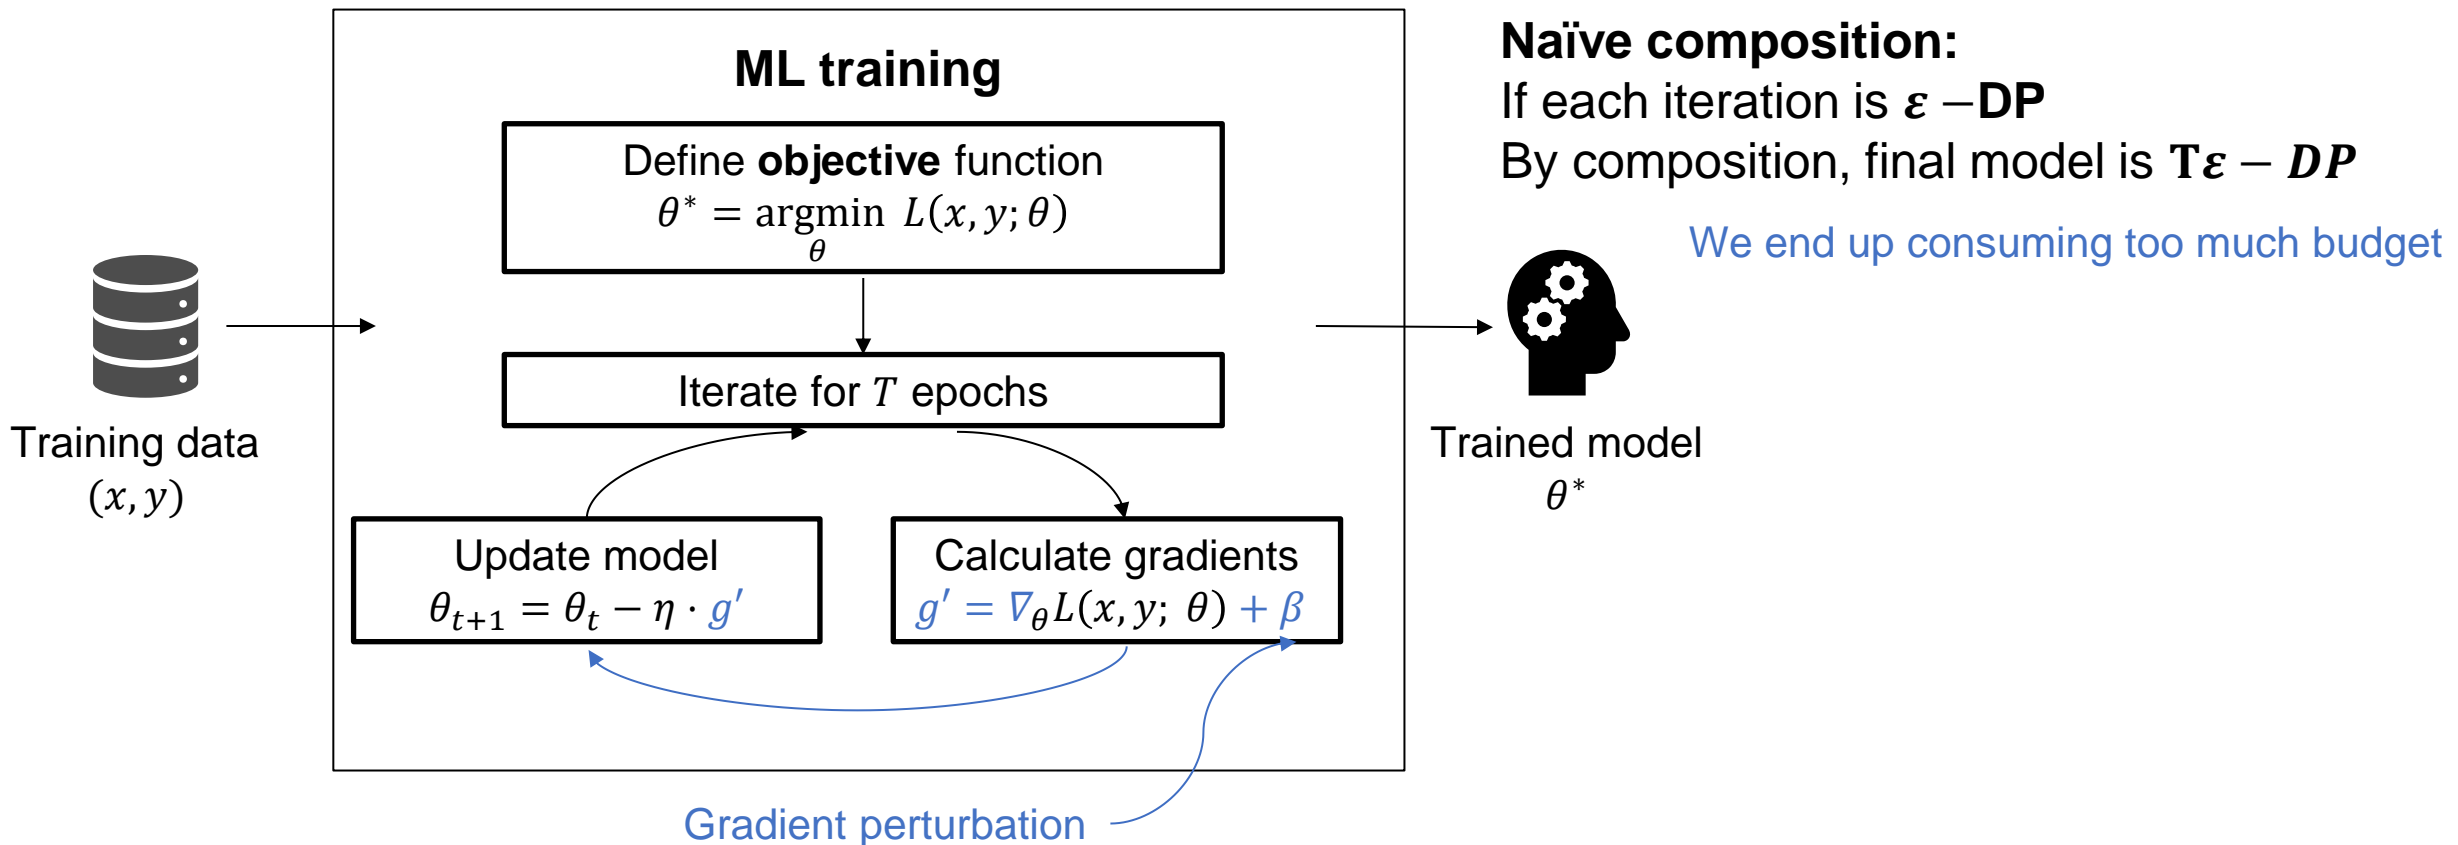 ML training
Define objective function
θ* = argmin L(x, y; θ)
θ
Iterate for T epochs
Update model
θₜ₊₁ = θₜ − η · g′
Calculate gradients
g′ = ∇_θ L(x, y; θ) + β
Gradient perturbation
Training data
(x, y)
Naïve composition:
If each iteration is ε −DP
By composition, final model is Tε − DP
We end up consuming too much budget
Trained model
θ*